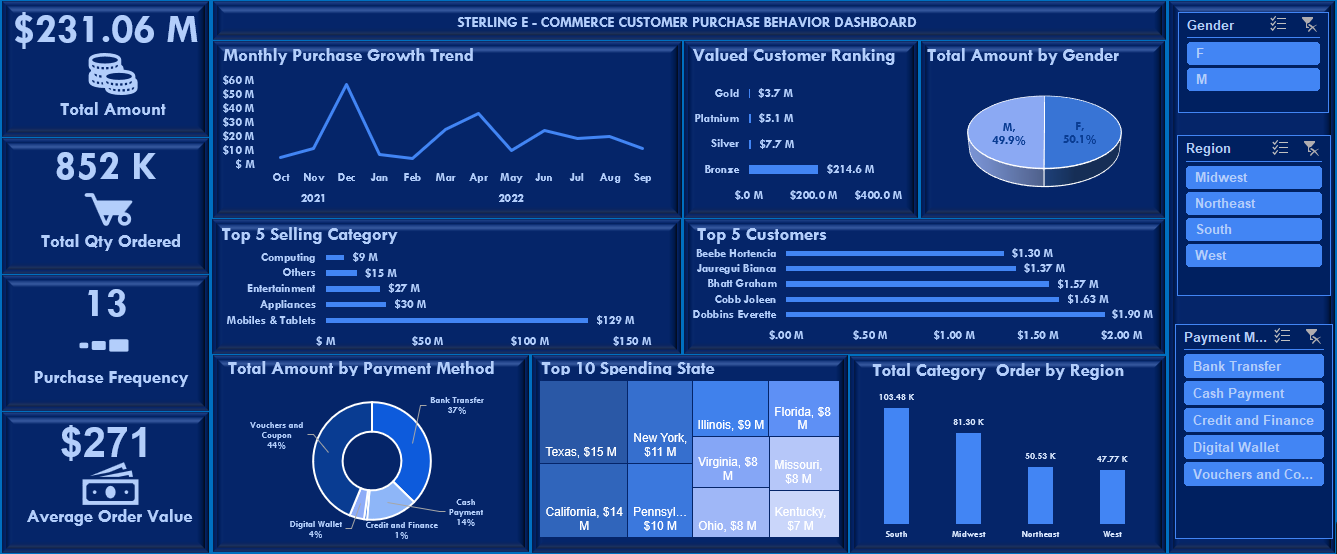 $231.06 M
Total Amount
852 K
Total Qty Ordered
13
Purchase Frequency
$271
Average Order Value
STERLING E - COMMERCE CUSTOMER PURCHASE BEHAVIOR DASHBOARD
Monthly Purchase Growth Trend
$60 M
$50 M
$40 M
$30 M
$20 M
$10 M
$ M
Oct Nov Dec Jan Feb Mar Apr May Jun Jul Aug Sep
2021 2022
Valued Customer Ranking
Gold $3.7 M
Platnium $5.1 M
Silver $7.7 M
Bronze $214.6 M
$.0 M $200.0 M $400.0 M
Total Amount by Gender
M,
49.9%
F,
50.1%
Top 5 Selling Category
Computing $9 M
Others $15 M
Entertainment $27 M
Appliances $30 M
Mobiles & Tablets $129 M
$ M $50 M $100 M $150 M
Top 5 Customers
Beebe Hortencia $1.30 M
Jauregui Bianca $1.37 M
Bhatt Graham $1.57 M
Cobb Joleen $1.63 M
Dobbins Everette $1.90 M
$.00 M $.50 M $1.00 M $1.50 M $2.00 M
Total Amount by Payment Method
Bank Transfer
37%
Vouchers and
Coupon
44%
Cash
Payment
14%
Digital Wallet
4%
Credit and Finance
1%
Top 10 Spending State
Texas, $15 M
California, $14
M
New York,
$11 M
Pennsyl...
$10 M
Illinois, $9 M
Virginia, $8
M
Ohio, $8 M
Florida, $8
M
Missouri,
$8 M
Kentucky,
$7 M
Total Category Order by Region
103.48 K
81.30 K
50.53 K
47.77 K
South Midwest Northeast West
Gender
F
M
Region
Midwest
Northeast
South
West
Payment M...
Bank Transfer
Cash Payment
Credit and Finance
Digital Wallet
Vouchers and Co...